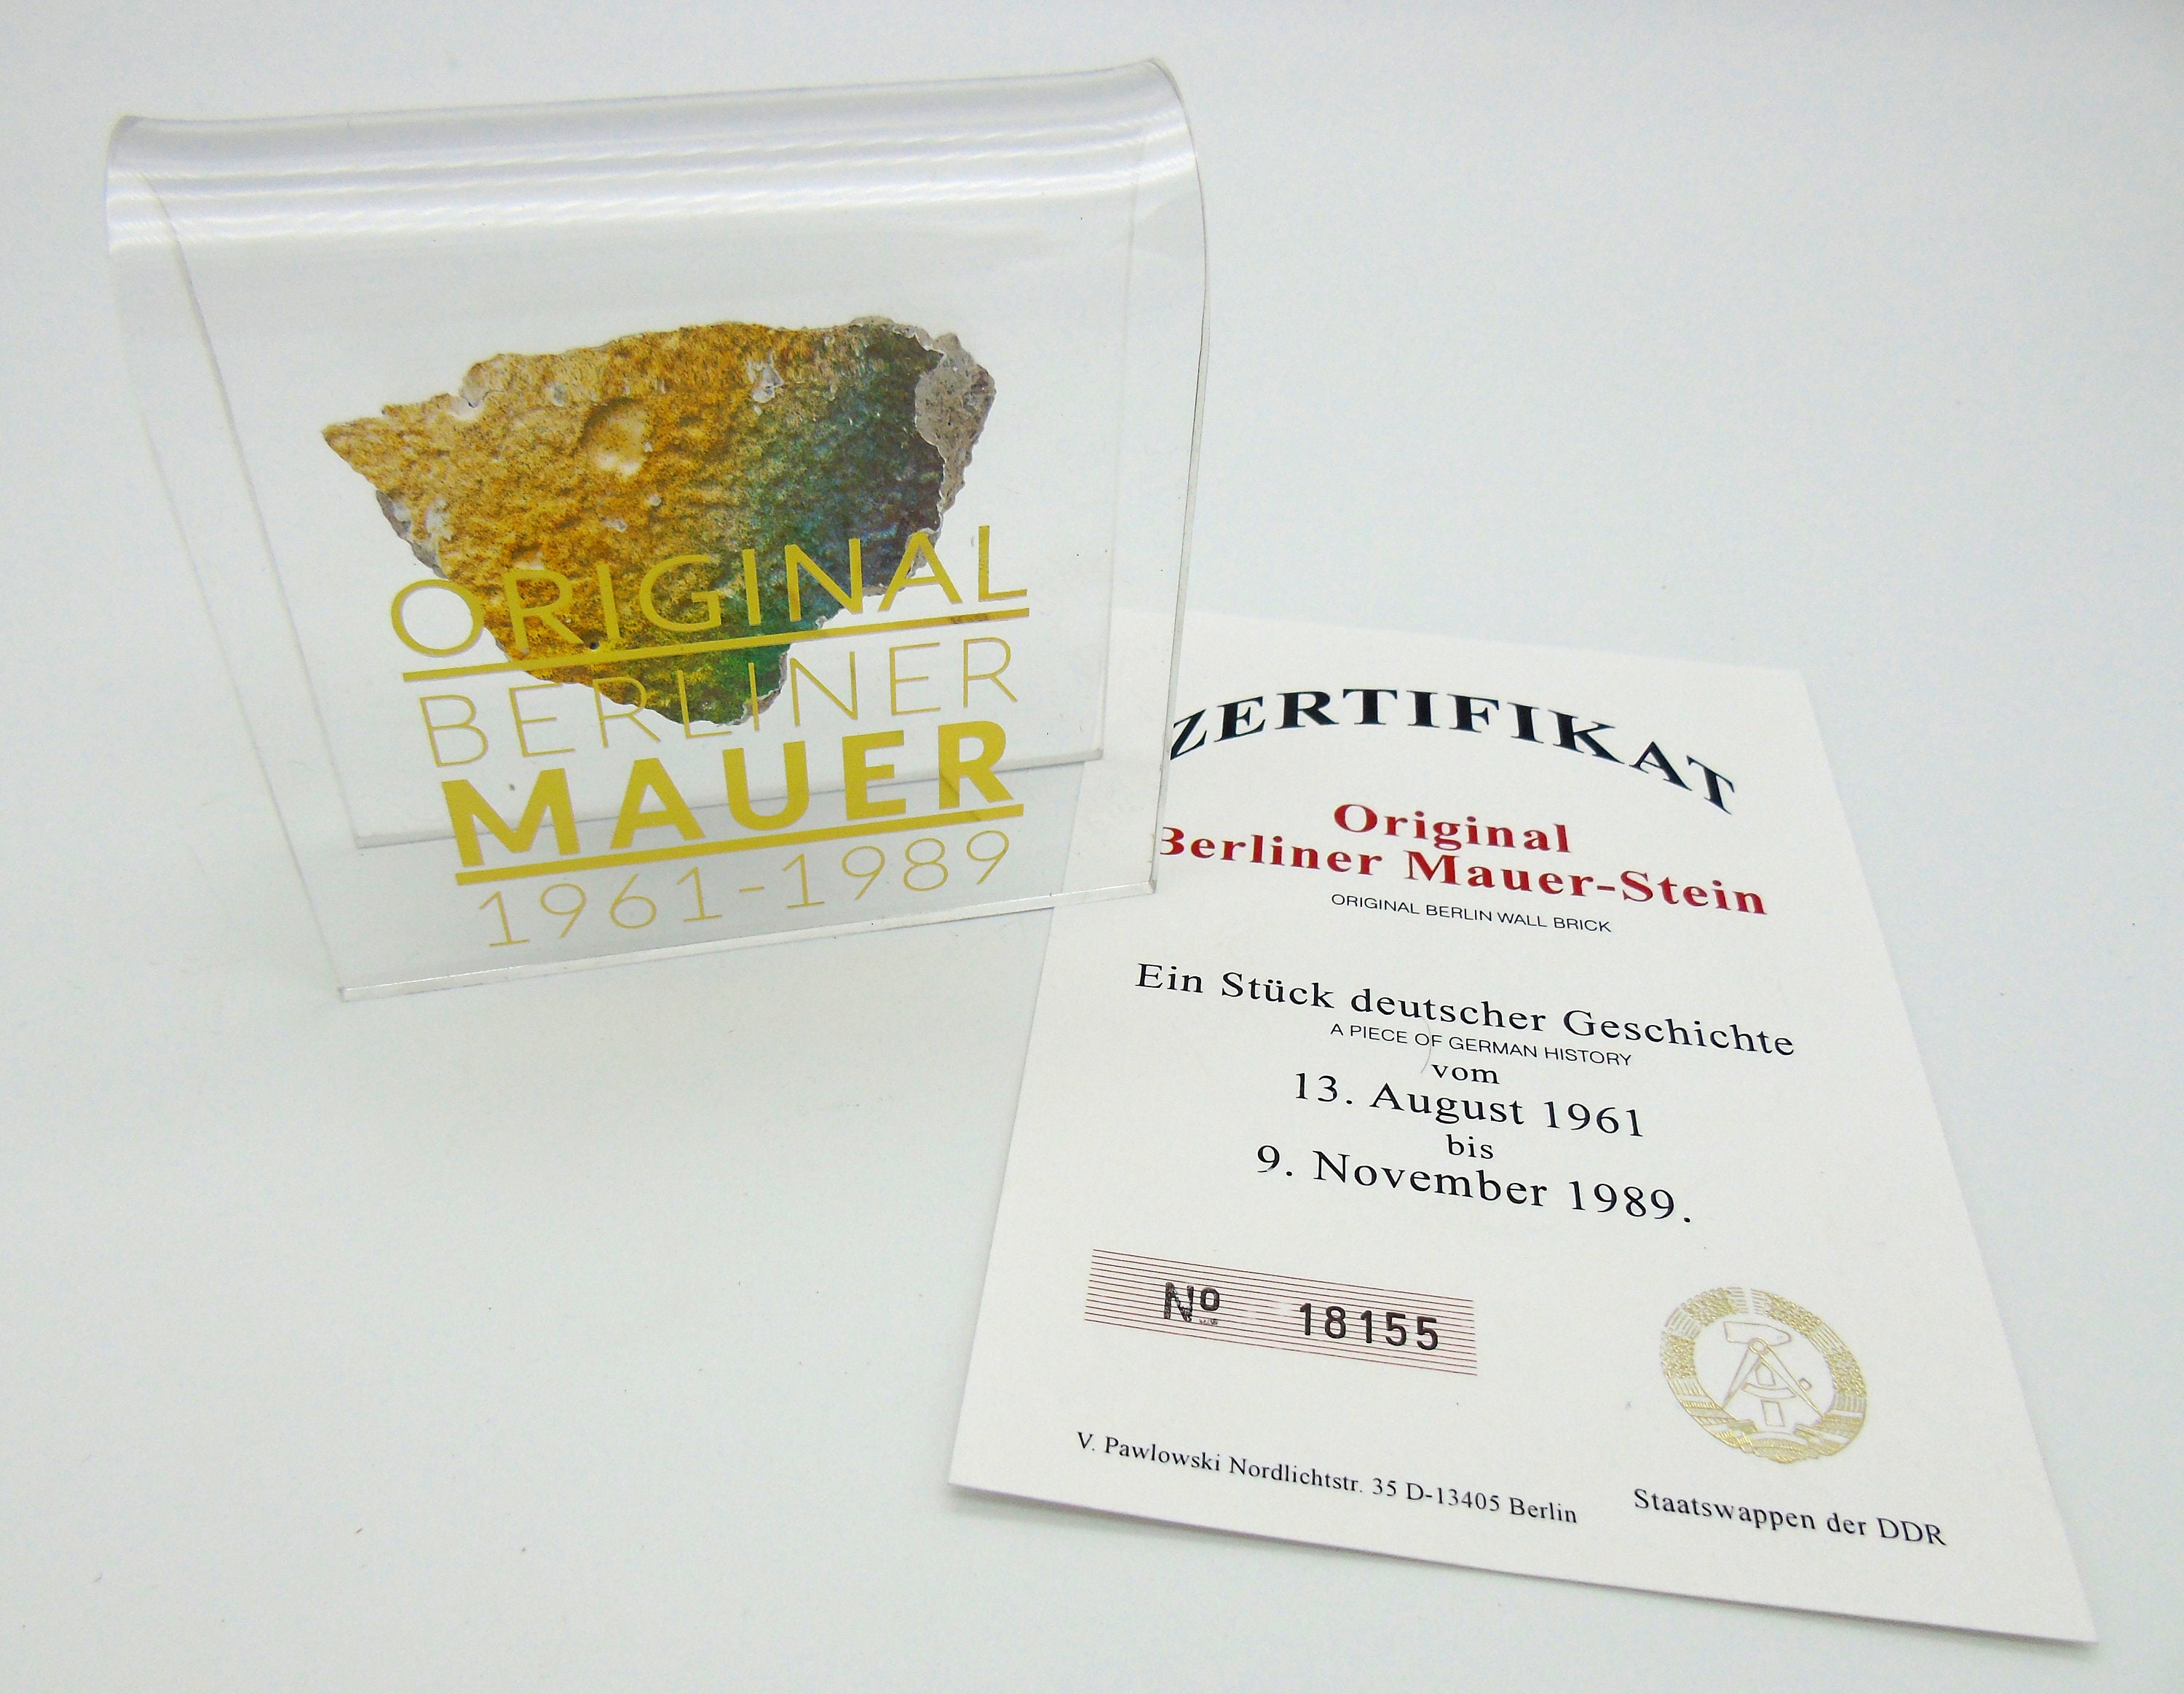 ORIGINAL
BERLINER
MAUER
1961-1989
ZERTIFIKAT
Original
Berliner Mauer-Stein
ORIGINAL BERLIN WALL BRICK
Ein Stück deutscher Geschichte
A PIECE OF GERMAN HISTORY
vom
13. August 1961
bis
9. November 1989.
Nº 18155
V. Pawlowski Nordlichtstr. 35 D-13405 Berlin
Staatswappen der DDR